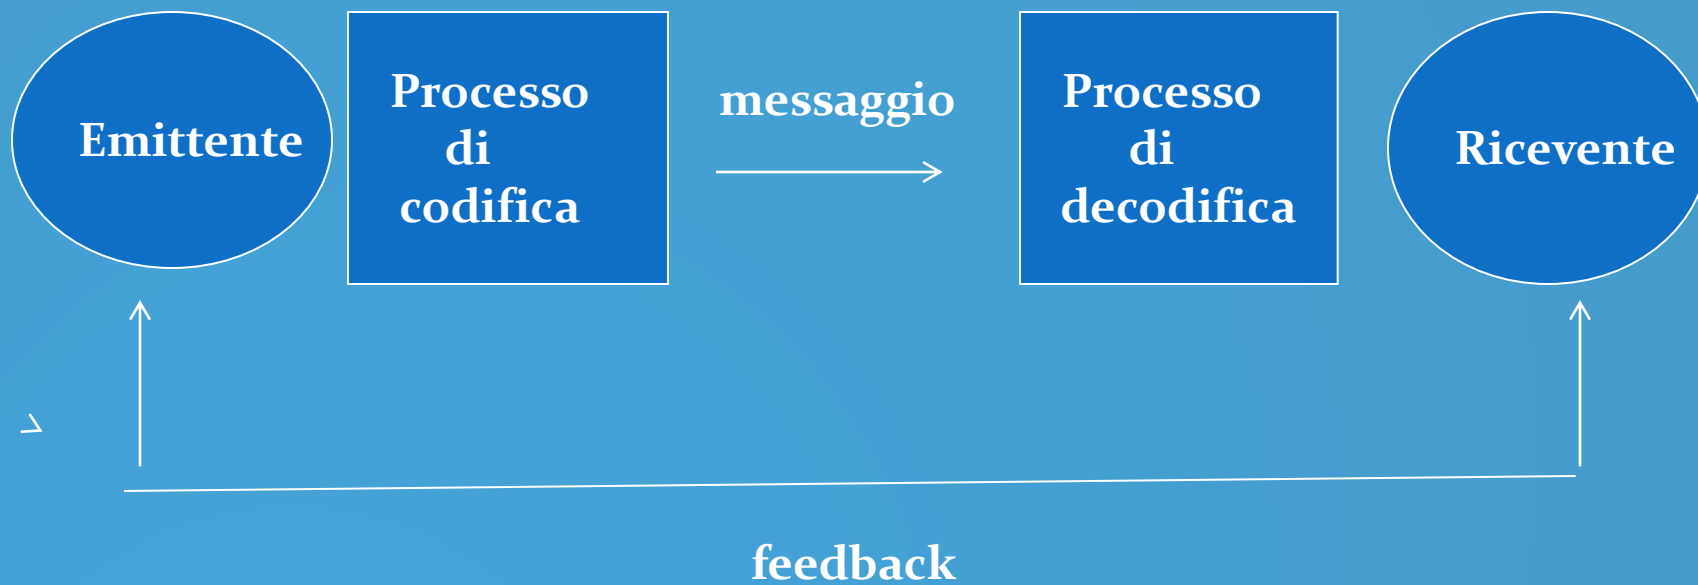 Emittente
Processo
di
codifica
messaggio
Processo
di
decodifica
Ricevente
feedback